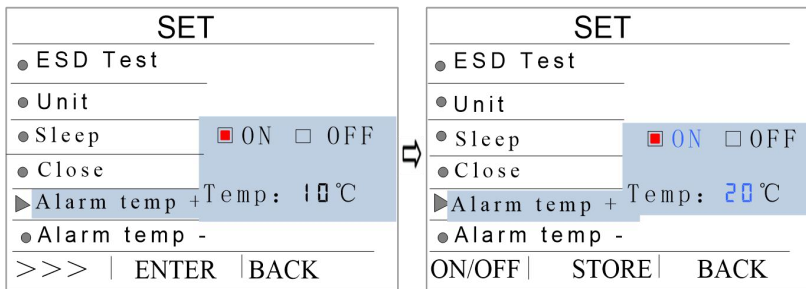 SET
ESD Test
Unit
Sleep
ON OFF
Close
Alarm temp +
Temp: 10℃
Alarm temp -
>>> ENTER BACK
SET
ESD Test
Unit
Sleep
ON OFF
Close
Alarm temp +
Temp: 20℃
Alarm temp -
ON/OFF STORE BACK